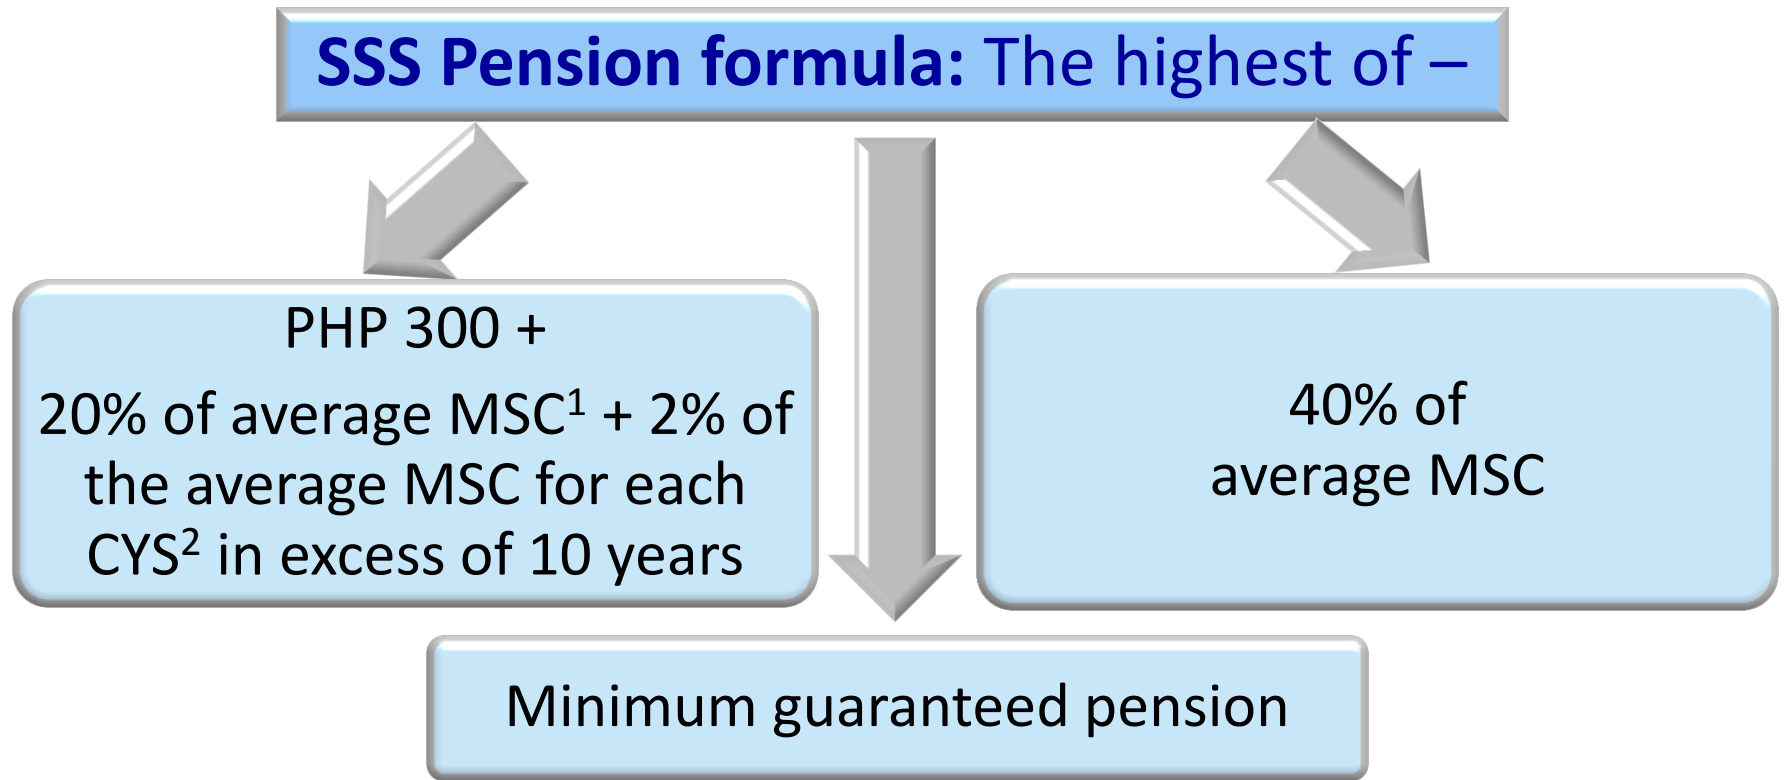 SSS Pension formula: The highest of –
PHP 300 +
20% of average MSC¹ + 2% of
the average MSC for each
CYS² in excess of 10 years
40% of
average MSC
Minimum guaranteed pension